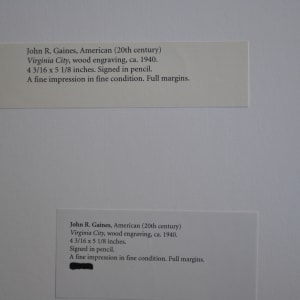 John R. Gaines, American (20th century)
Virginia City, wood engraving, ca. 1940.
4 3/16 x 5 1/8 inches. Signed in pencil.
A fine impression in fine condition. Full margins.
John R. Gaines, American (20th century)
Virginia City, wood engraving, ca. 1940.
4 3/16 x 5 1/8 inches.
Signed in pencil.
A fine impression in fine condition. Full margins.